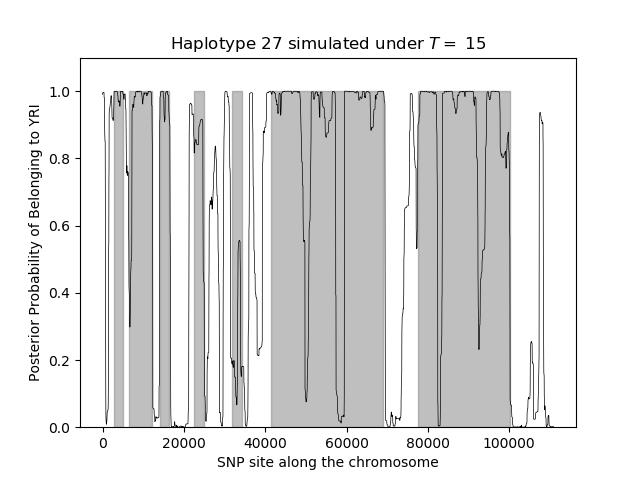 Haplotype 27 simulated under T = 15
Posterior Probability of Belonging to YRI
1.0
0.8
0.6
0.4
0.2
0.0
0 20000 40000 60000 80000 100000
SNP site along the chromosome